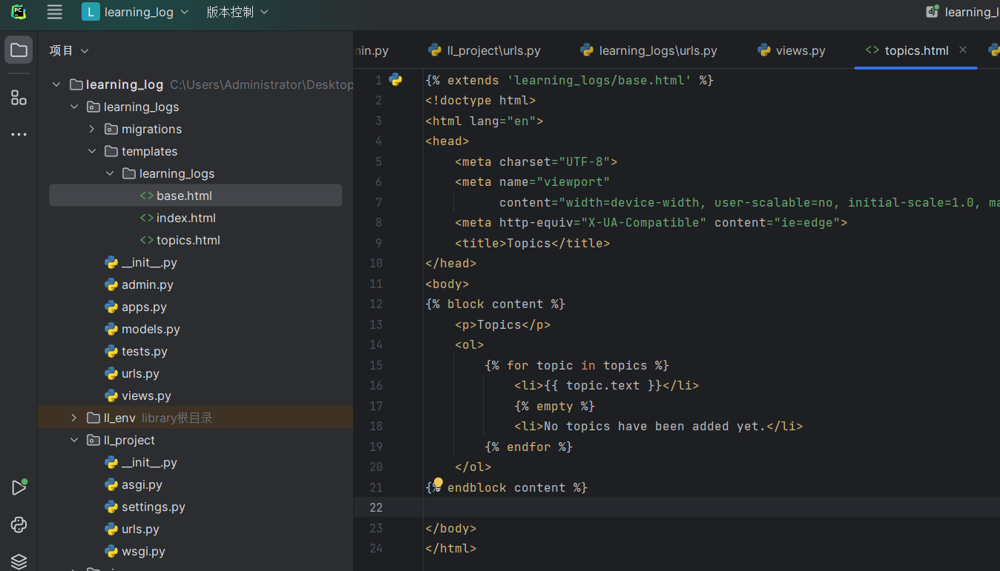 L learning_log 版本控制 learning_l
项目
learning_log C:\Users\Administrator\Desktop
learning_logs
migrations
templates
learning_logs
base.html
index.html
topics.html
__init__.py
admin.py
apps.py
models.py
tests.py
urls.py
views.py
ll_env library根目录
ll_project
__init__.py
asgi.py
settings.py
urls.py
wsgi.py
min.py ll_project\urls.py learning_logs\urls.py views.py topics.html
1 {% extends 'learning_logs/base.html' %}
2 <!doctype html>
3 <html lang="en">
4 <head>
5     <meta charset="UTF-8">
6     <meta name="viewport"
7           content="width=device-width, user-scalable=no, initial-scale=1.0, ma
8     <meta http-equiv="X-UA-Compatible" content="ie=edge">
9     <title>Topics</title>
10 </head>
11 <body>
12 {% block content %}
13     <p>Topics</p>
14     <ol>
15         {% for topic in topics %}
16             <li>{{ topic.text }}</li>
17             {% empty %}
18             <li>No topics have been added yet.</li>
19         {% endfor %}
20     </ol>
21 {% endblock content %}
22
23 </body>
24 </html>